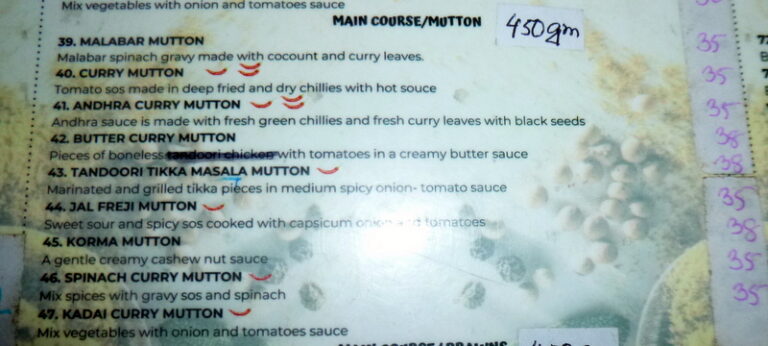 Mix vegetables with onion and tomatoes sauce
MAIN COURSE/MUTTON 450gm
39. MALABAR MUTTON 35
Malabar spinach gravy made with cocount and curry leaves.
40. CURRY MUTTON 35
Tomato sos made in deep fried and dry chillies with hot souce
41. ANDHRA CURRY MUTTON 35
Andhra sauce is made with fresh green chillies and fresh curry leaves with black seeds
42. BUTTER CURRY MUTTON 38
Pieces of boneless tandoori chicken with tomatoes in a creamy butter sauce
43. TANDOORI TIKKA MASALA MUTTON 38
Marinated and grilled tikka pieces in medium spicy onion- tomato sauce
44. JAL FREJI MUTTON 35
Sweet sour and spicy sos cooked with capsicum onion and tomatoes
45. KORMA MUTTON 38
A gentle creamy cashew nut sauce
46. SPINACH CURRY MUTTON 35
Mix spices with gravy sos and spinach
47. KADAI CURRY MUTTON 35
Mix vegetables with onion and tomatoes sauce